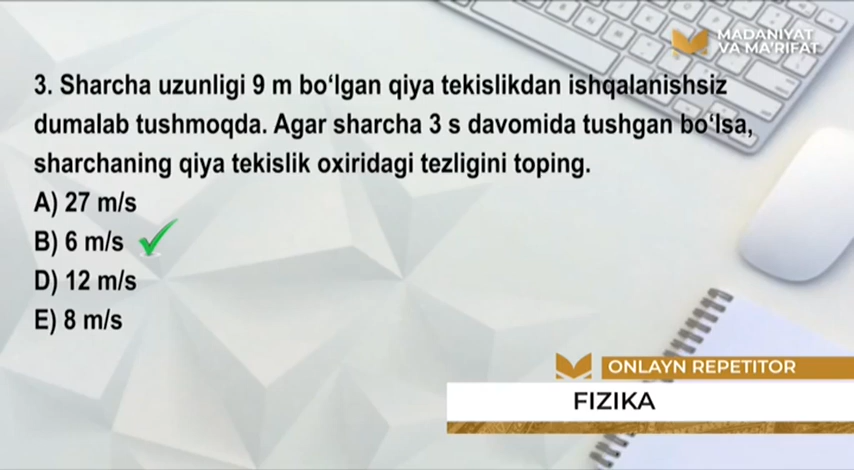 MADANIYAT
VA MA'RIFAT
3. Sharcha uzunligi 9 m bo‘lgan qiya tekislikdan ishqalanishsiz
dumalab tushmoqda. Agar sharcha 3 s davomida tushgan bo‘lsa,
sharchaning qiya tekislik oxiridagi tezligini toping.
A) 27 m/s
B) 6 m/s
D) 12 m/s
E) 8 m/s
ONLAYN REPETITOR
FIZIKA